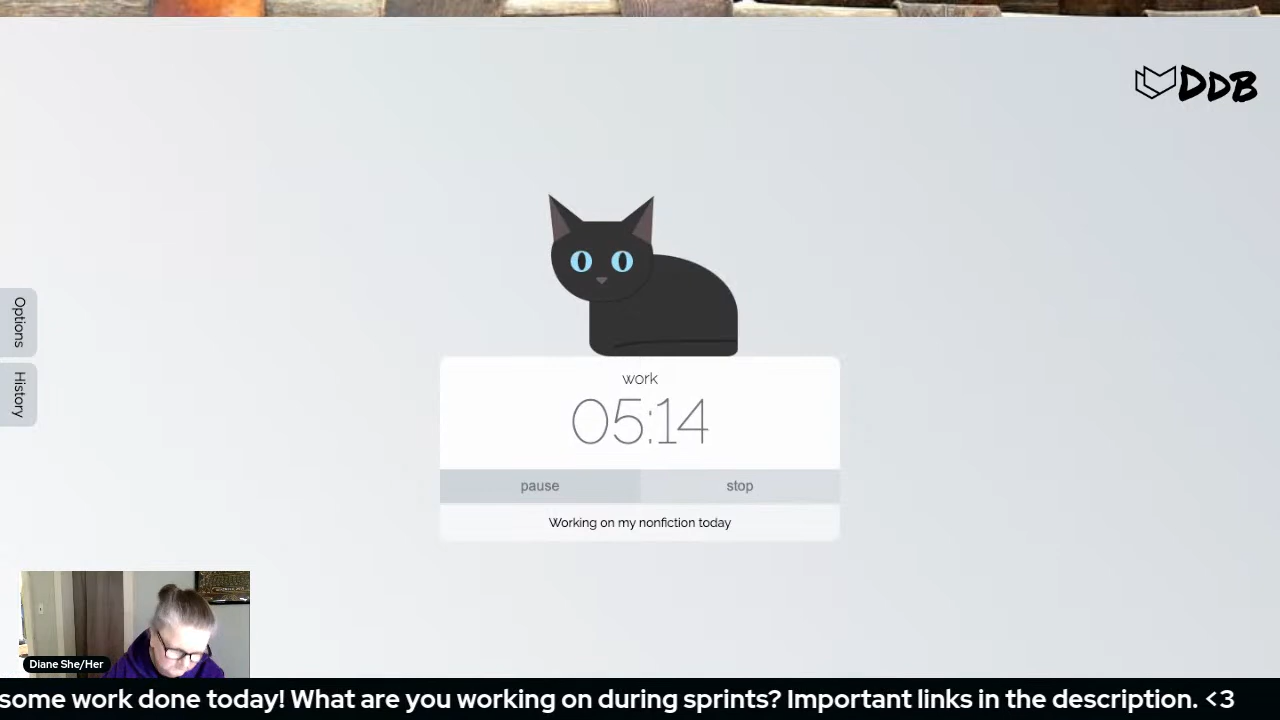 DDB
Options
History
work
05:14
pause
stop
Working on my nonfiction today
Diane She/Her
some work done today! What are you working on during sprints? Important links in the description. <3